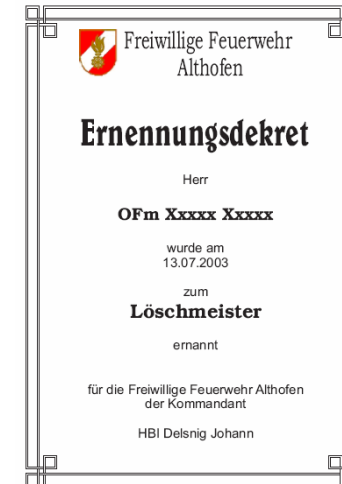 Freiwillige Feuerwehr
Althofen
Ernennungsdekret
Herr
OFm Xxxxx Xxxxx
wurde am
13.07.2003
zum
Löschmeister
ernannt
für die Freiwillige Feuerwehr Althofen
der Kommandant
HBI Delsnig Johann